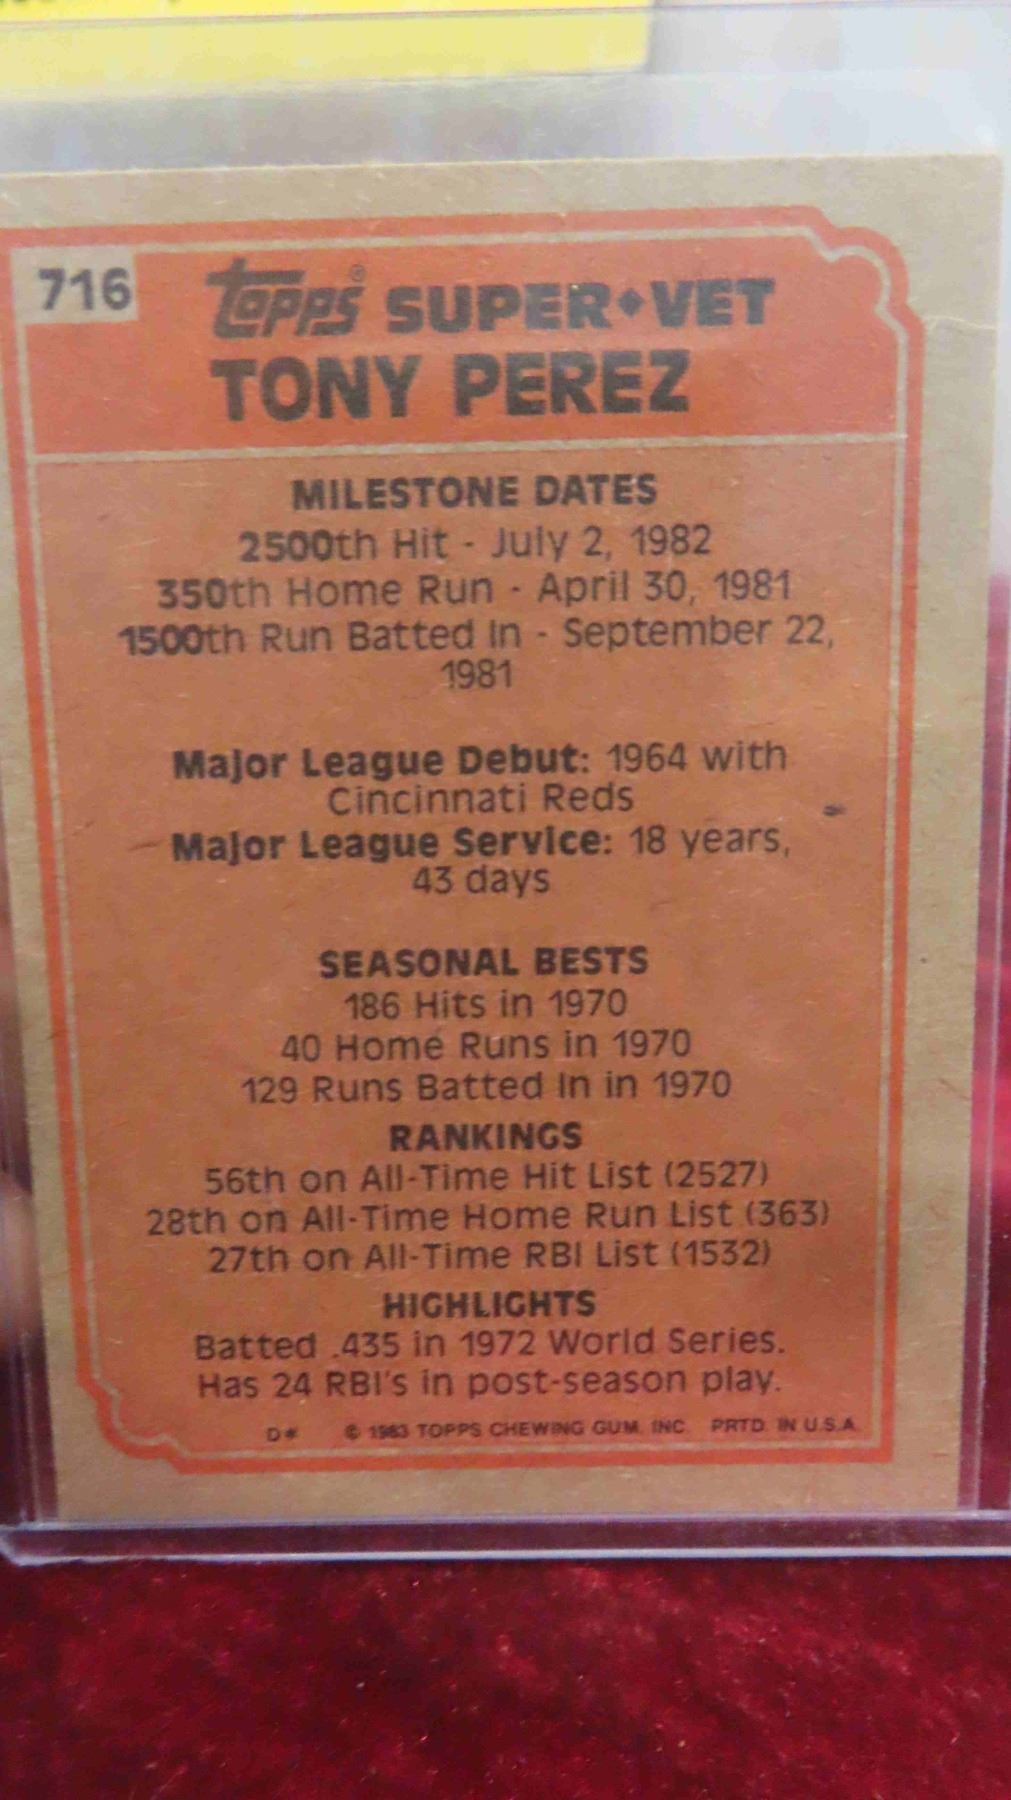 716
topps® SUPER♦VET
TONY PEREZ
MILESTONE DATES
2500th Hit - July 2, 1982
350th Home Run - April 30, 1981
1500th Run Batted In - September 22,
1981
Major League Debut: 1964 with
Cincinnati Reds
Major League Service: 18 years,
43 days
SEASONAL BESTS
186 Hits in 1970
40 Home Runs in 1970
129 Runs Batted In in 1970
RANKINGS
56th on All-Time Hit List (2527)
28th on All-Time Home Run List (363)
27th on All-Time RBI List (1532)
HIGHLIGHTS
Batted .435 in 1972 World Series.
Has 24 RBI's in post-season play.
D* © 1983 TOPPS CHEWING GUM, INC. PRTD. IN U.S.A.